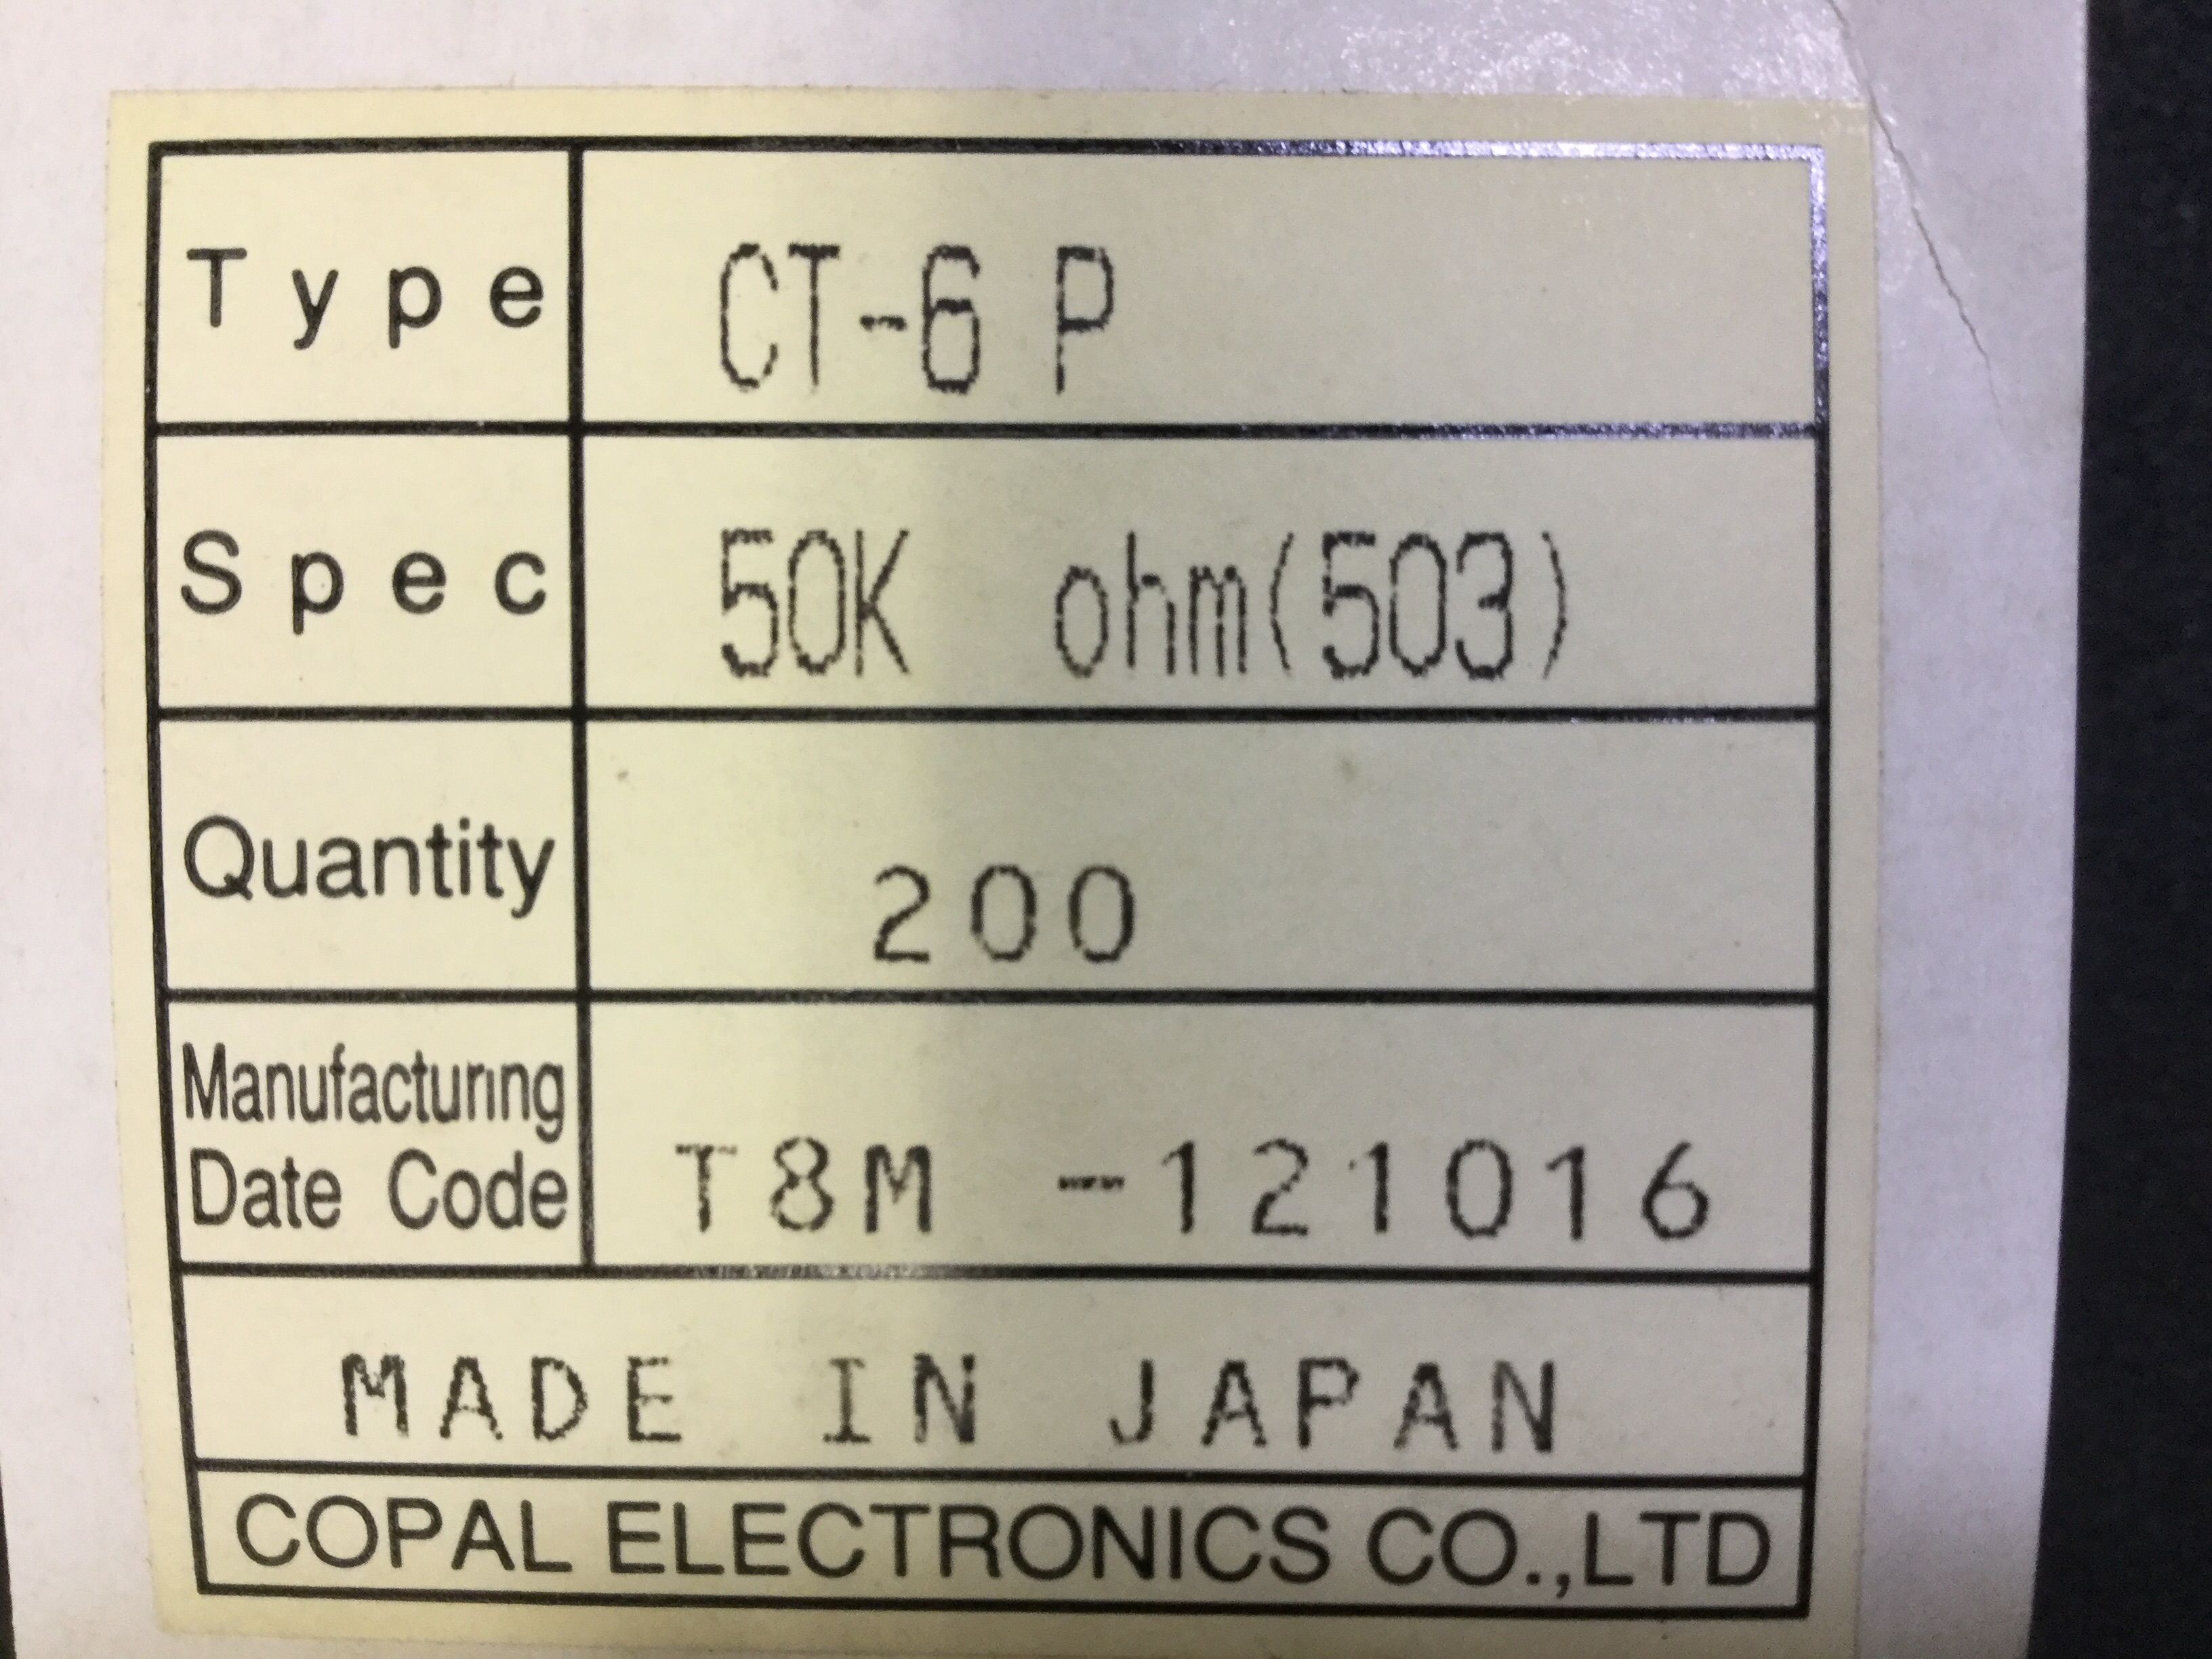 Type CT-6 P
Spec 50K ohm(503)
Quantity 200
Manufacturing
Date Code T8M -121016
MADE IN JAPAN
COPAL ELECTRONICS CO.,LTD